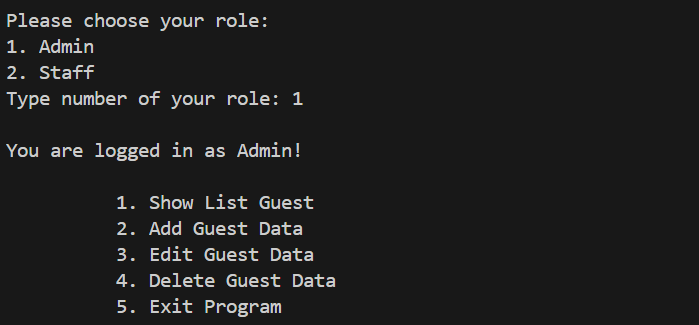 Please choose your role:
1. Admin
2. Staff
Type number of your role: 1
You are logged in as Admin!
1. Show List Guest
2. Add Guest Data
3. Edit Guest Data
4. Delete Guest Data
5. Exit Program